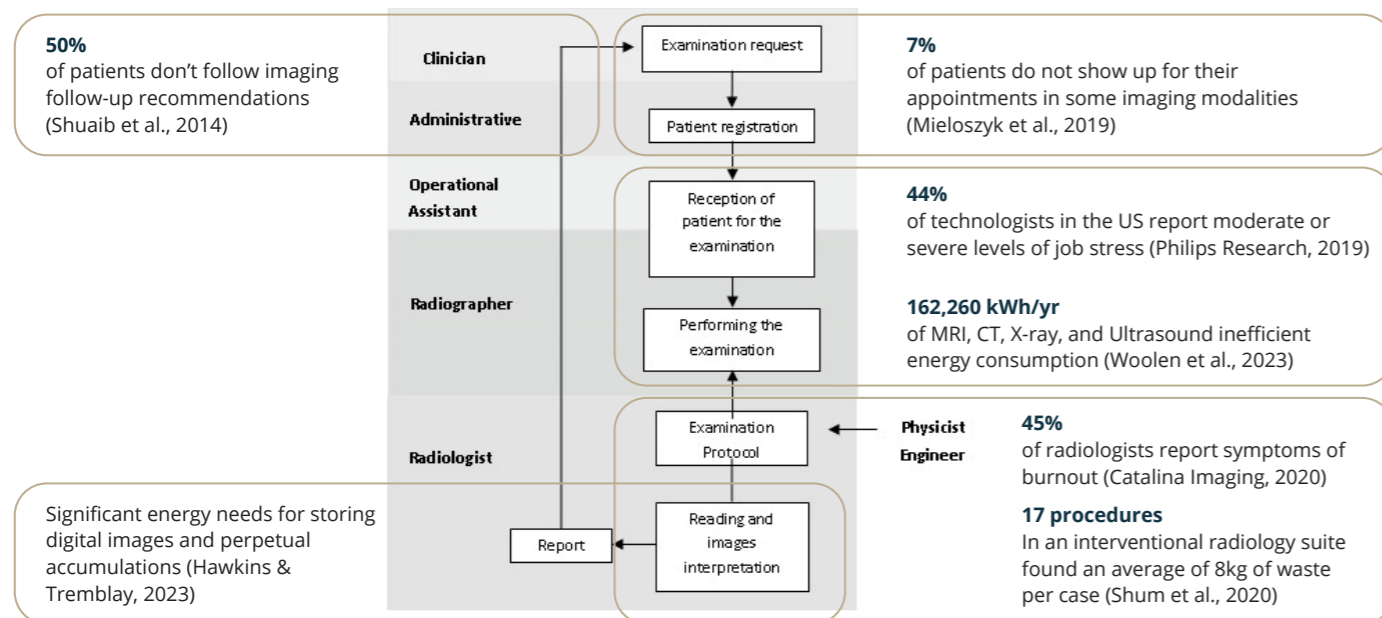 50%
of patients don’t follow imaging
follow-up recommendations
(Shuaib et al., 2014)
Clinician
Administrative
Operational
Assistant
Radiographer
Radiologist
Examination request
Patient registration
Reception of
patient for the
examination
Performing the
examination
Examination
Protocol
Reading and
images
interpretation
Report
Physicist
Engineer
7%
of patients do not show up for their
appointments in some imaging modalities
(Mieloszyk et al., 2019)
44%
of technologists in the US report moderate or
severe levels of job stress (Philips Research, 2019)
162,260 kWh/yr
of MRI, CT, X-ray, and Ultrasound inefficient
energy consumption (Woolen et al., 2023)
45%
of radiologists report symptoms of
burnout (Catalina Imaging, 2020)
17 procedures
In an interventional radiology suite
found an average of 8kg of waste
per case (Shum et al., 2020)
Significant energy needs for storing
digital images and perpetual
accumulations (Hawkins &
Tremblay, 2023)